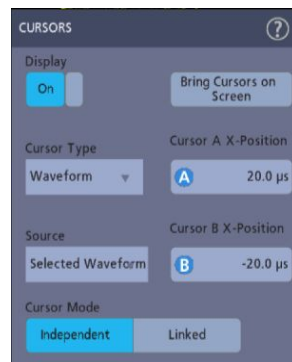 CURSORS
?
Display
On
Bring Cursors on
Screen
Cursor Type
Cursor A X-Position
Waveform
A
20.0 µs
Source
Cursor B X-Position
Selected Waveform
B
-20.0 µs
Cursor Mode
Independent
Linked